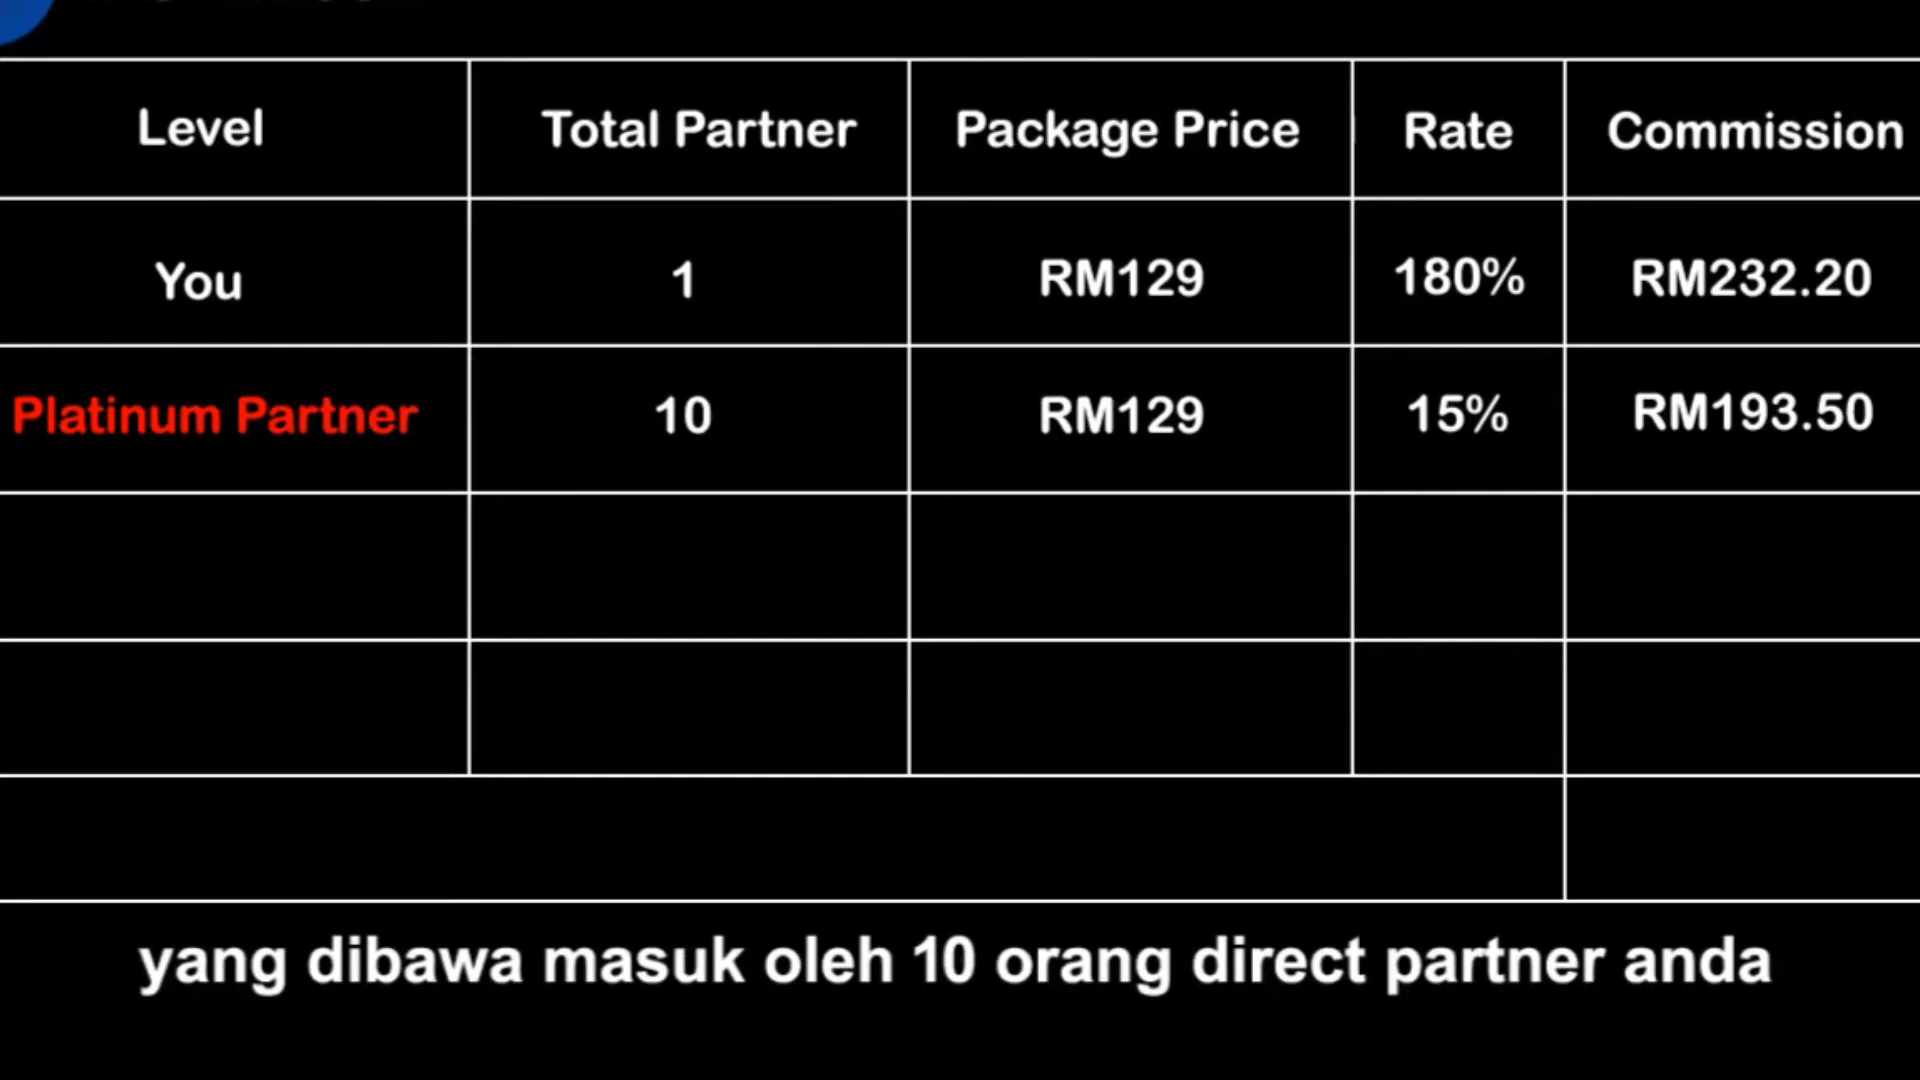 Level Total Partner Package Price Rate Commission
You 1 RM129 180% RM232.20
Platinum Partner 10 RM129 15% RM193.50
yang dibawa masuk oleh 10 orang direct partner anda